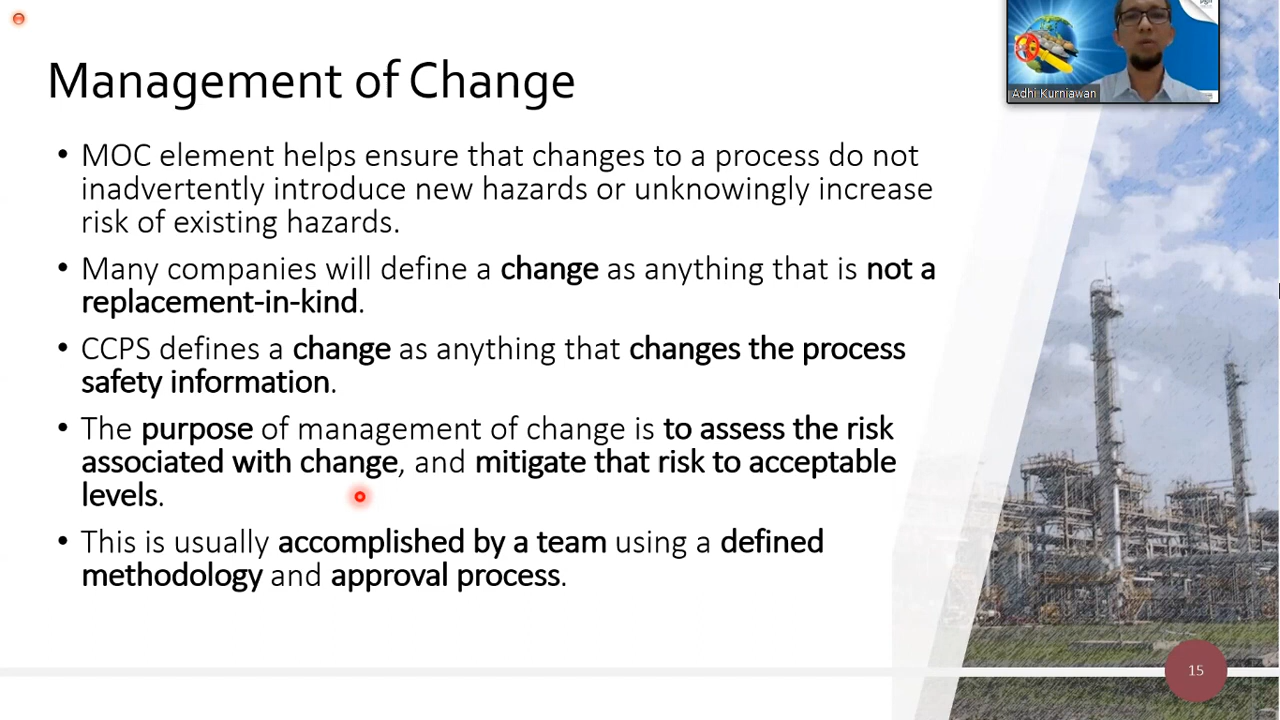 Management of Change
• MOC element helps ensure that changes to a process do not
inadvertently introduce new hazards or unknowingly increase
risk of existing hazards.
• Many companies will define a change as anything that is not a
replacement-in-kind.
• CCPS defines a change as anything that changes the process
safety information.
• The purpose of management of change is to assess the risk
associated with change, and mitigate that risk to acceptable
levels.
• This is usually accomplished by a team using a defined
methodology and approval process.
Adhi Kurniawan
15